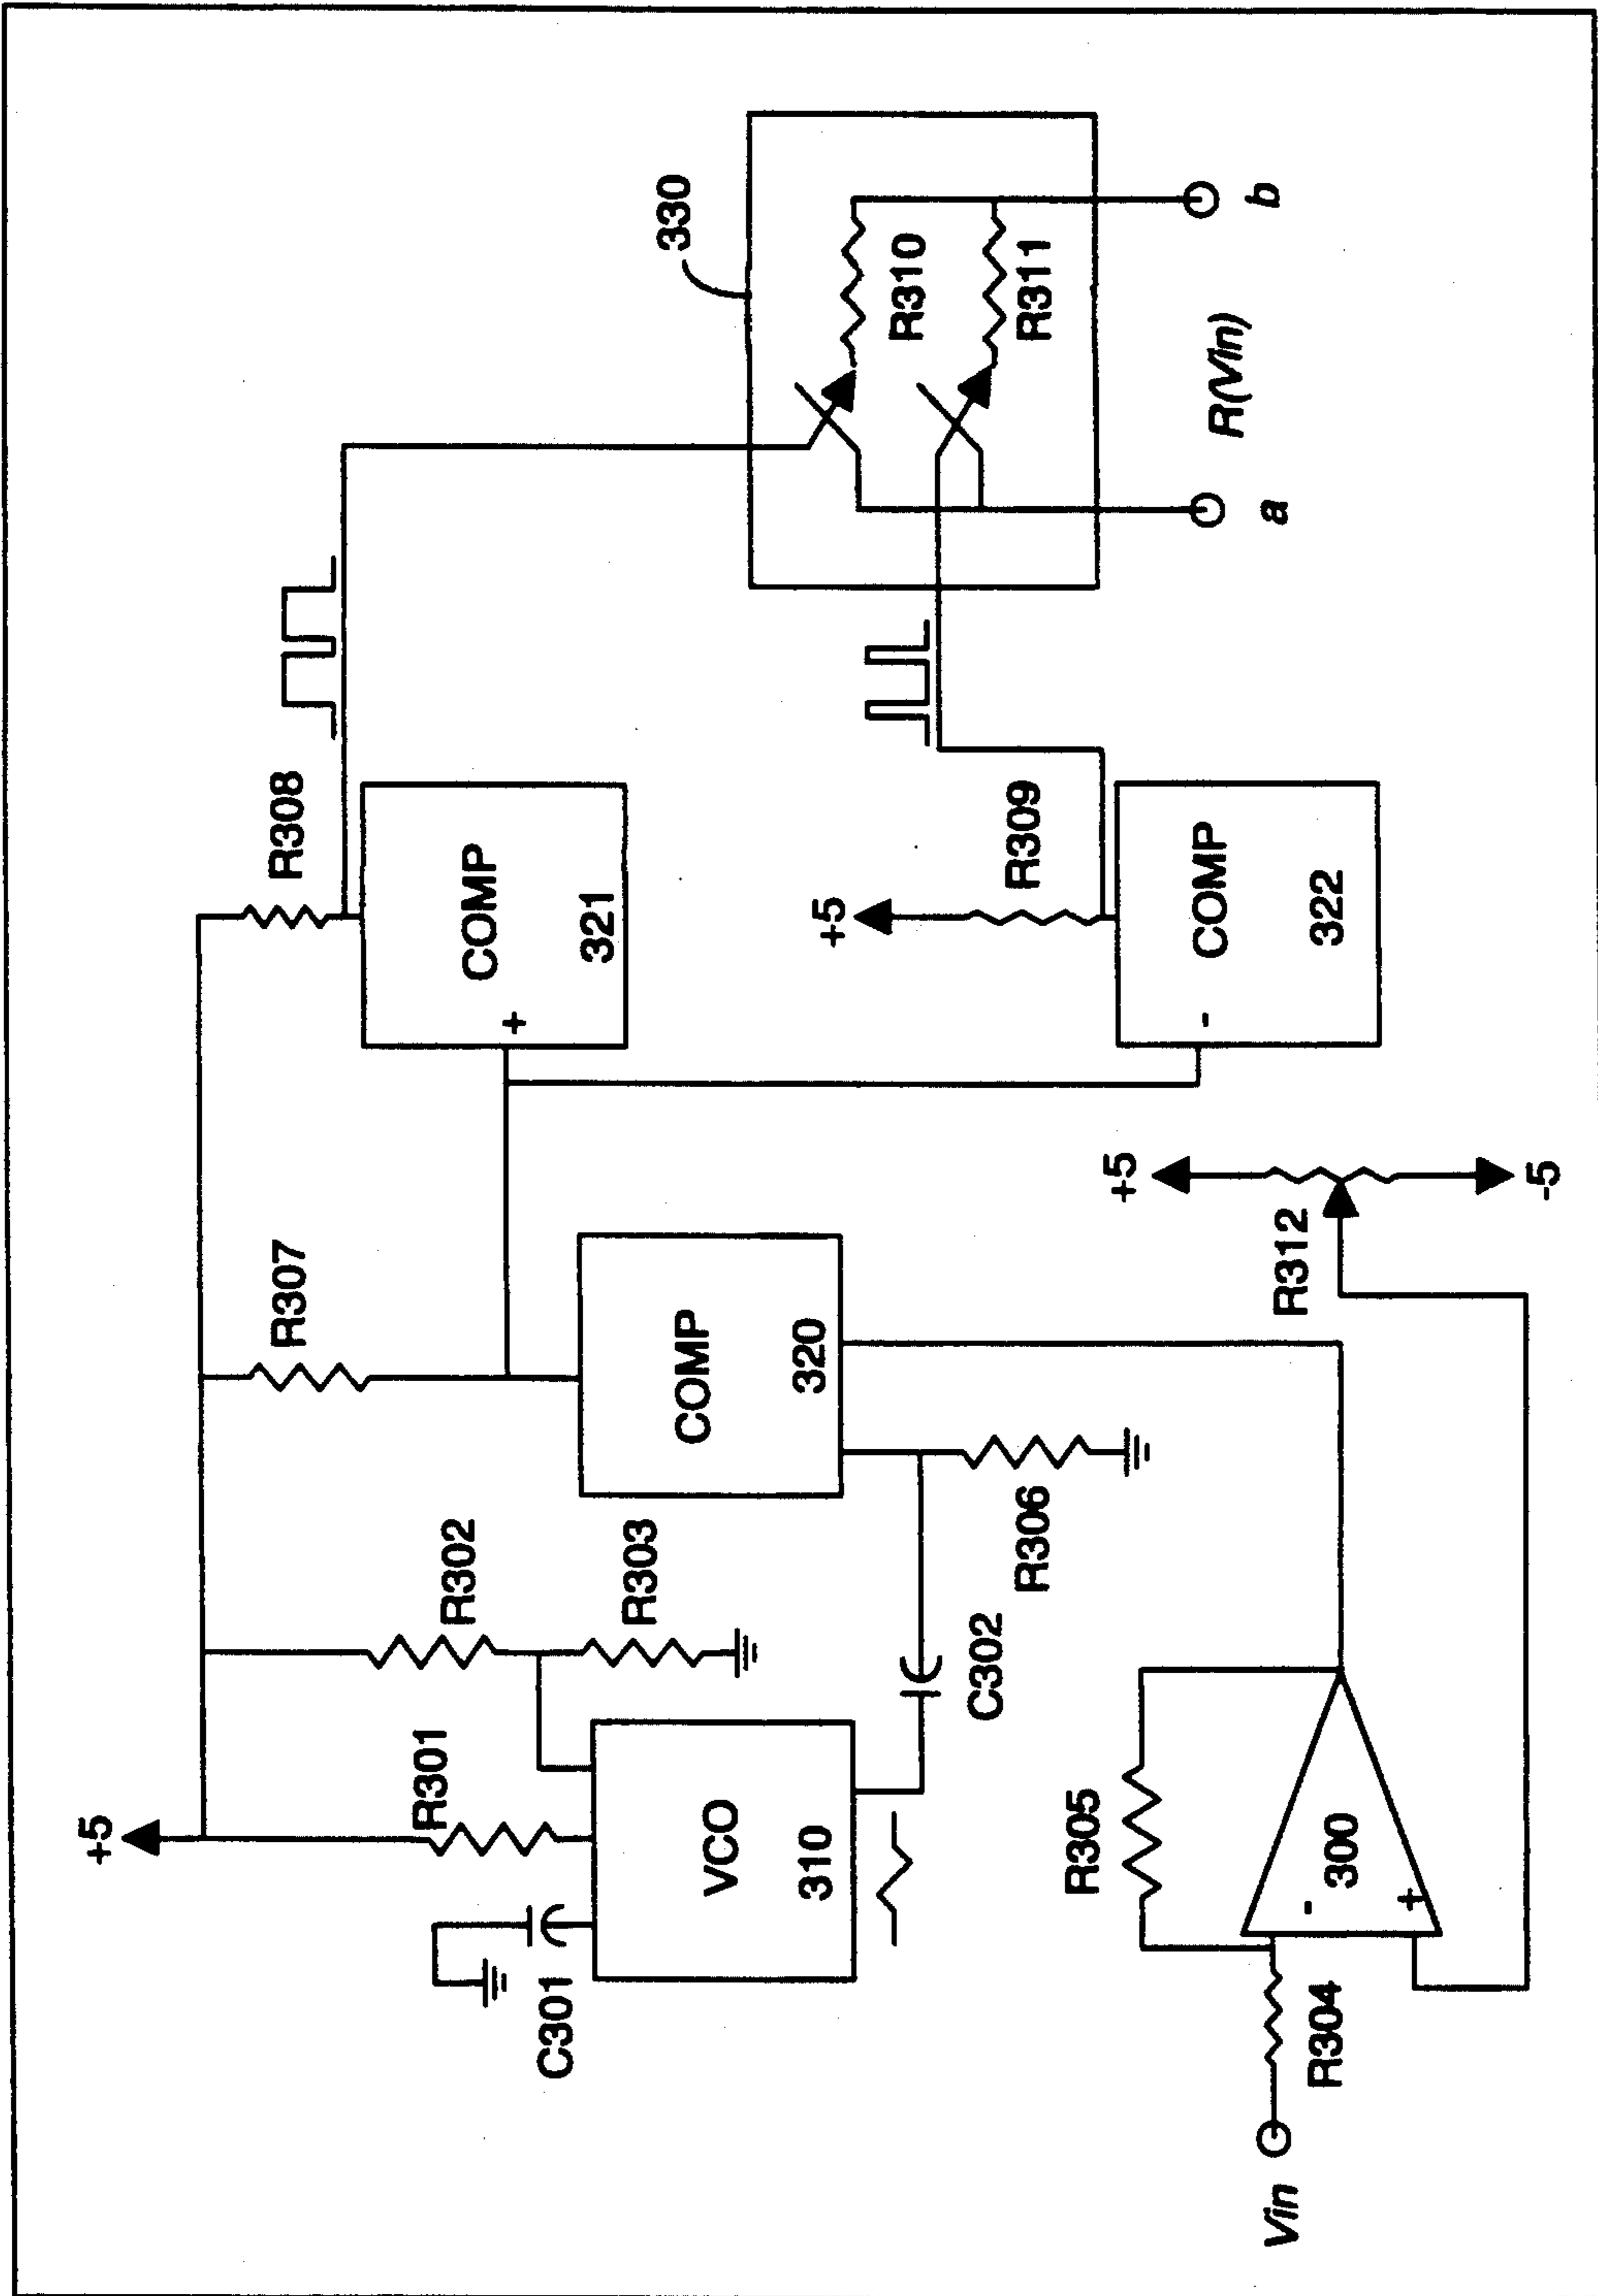 +5
C301
R301
R302
R303
VCO
310
C302
R306
R307
COMP
320
R308
COMP
+
321
+5
R309
COMP
-
322
330
R310
R311
a
b
R(Vin)
Vin
R304
R305
-
300
+
R312
+5
-5